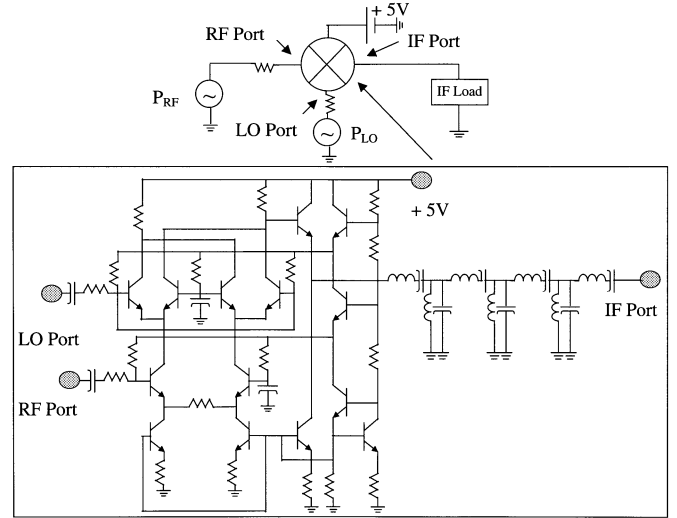 + 5V
RF Port
IF Port
P_RF
IF Load
LO Port
P_LO
+ 5V
LO Port
IF Port
RF Port